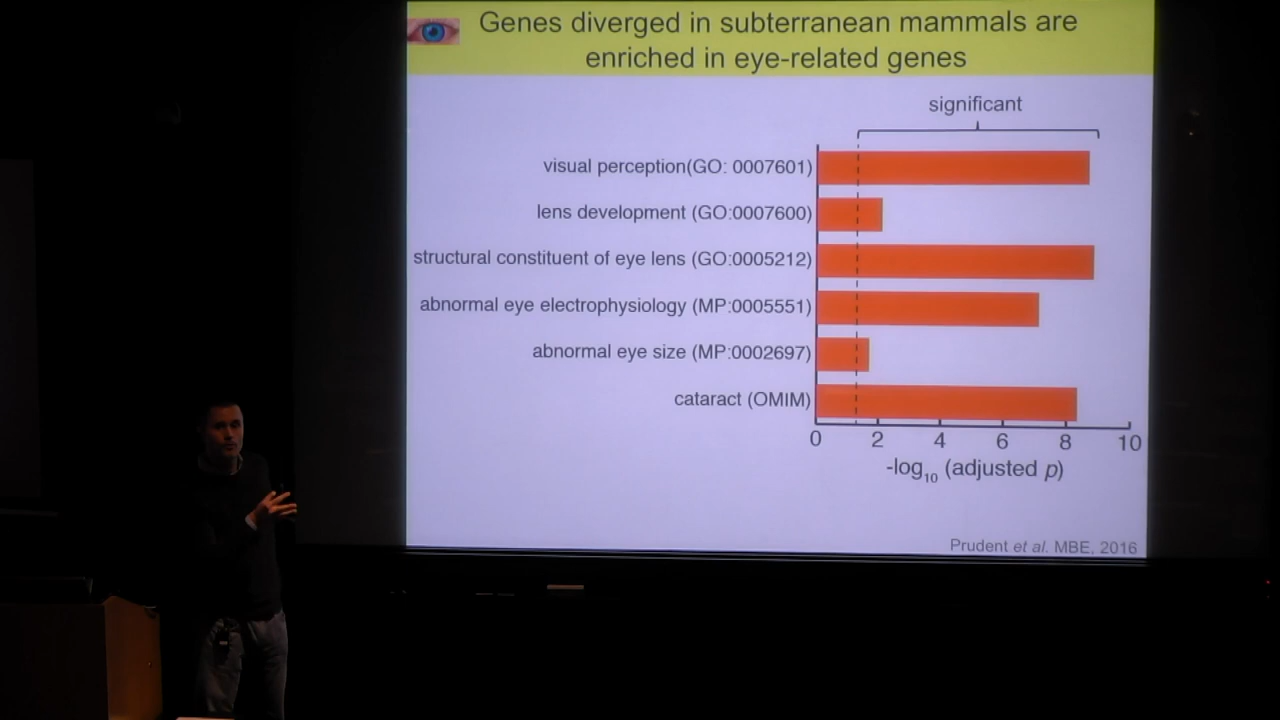 Genes diverged in subterranean mammals are
enriched in eye-related genes
significant
visual perception(GO: 0007601)
lens development (GO:0007600)
structural constituent of eye lens (GO:0005212)
abnormal eye electrophysiology (MP:0005551)
abnormal eye size (MP:0002697)
cataract (OMIM)
0 2 4 6 8 10
-log10 (adjusted p)
Prudent et al. MBE, 2016